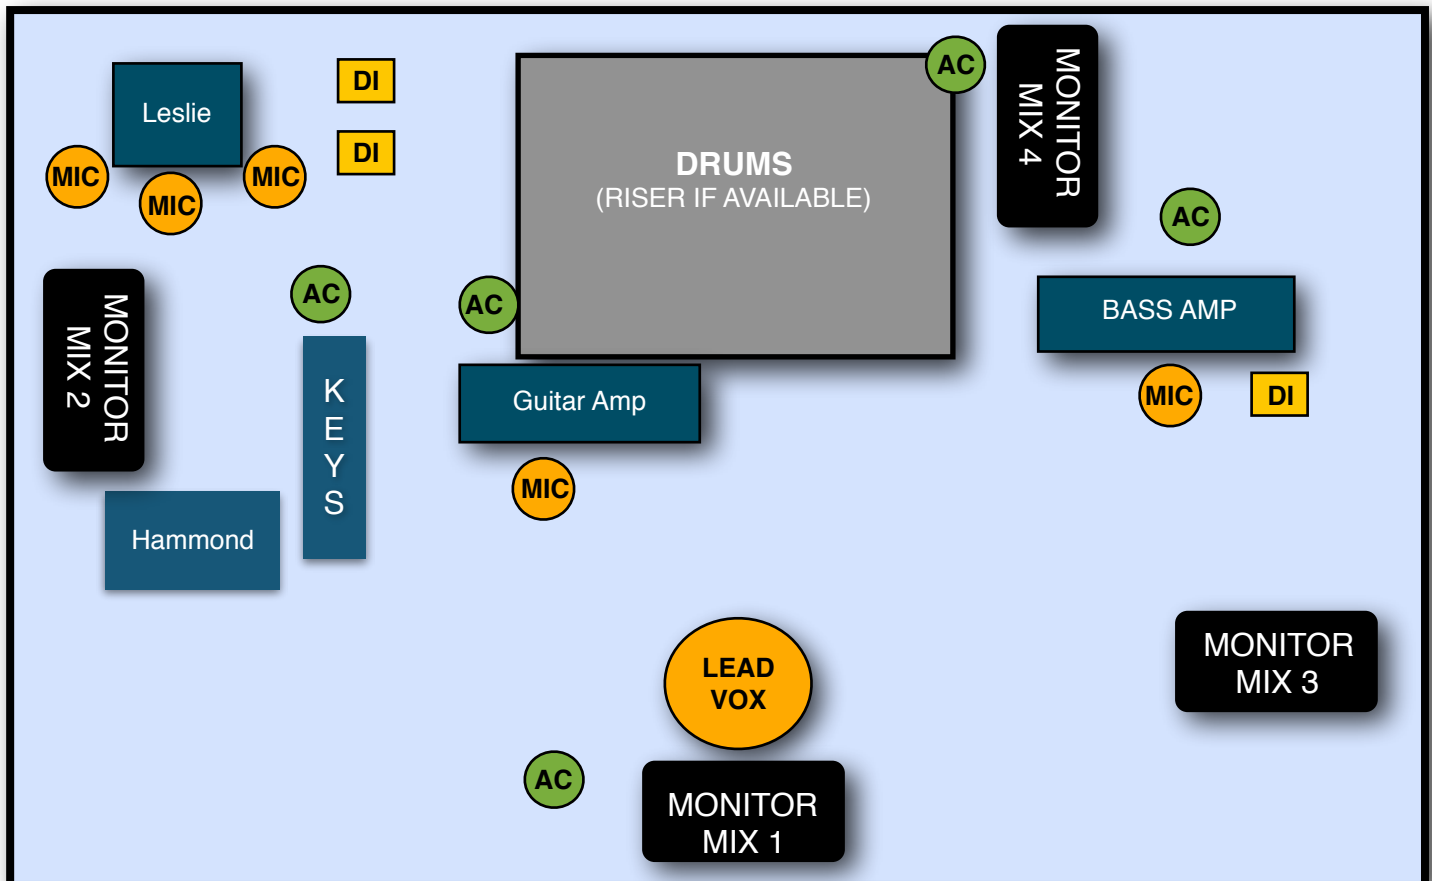 AC
MONITOR
MIX 4
Leslie
DI
DI
MIC
MIC
MIC
DRUMS
(RISER IF AVAILABLE)
AC
MONITOR
MIX 2
AC
AC
BASS AMP
MIC
DI
K
E
Y
S
Guitar Amp
MIC
Hammond
LEAD
VOX
MONITOR
MIX 3
AC
MONITOR
MIX 1